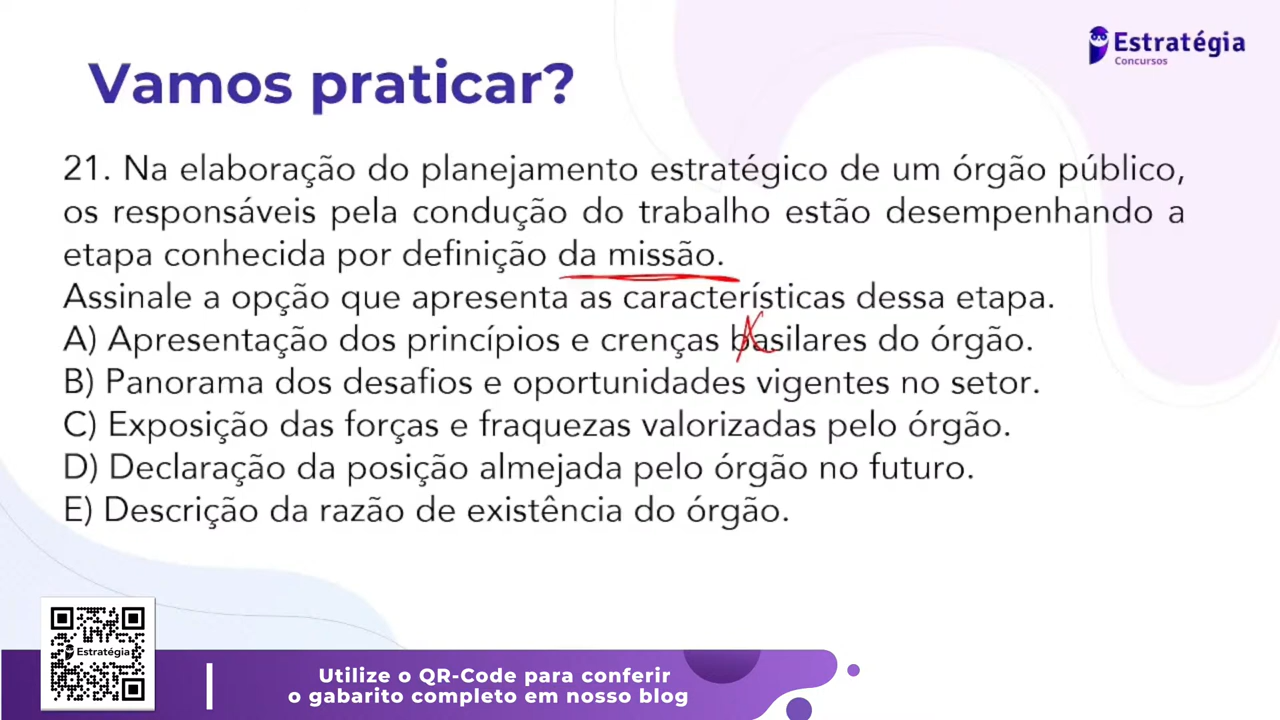 Estratégia
Concursos
Vamos praticar?
21. Na elaboração do planejamento estratégico de um órgão público,
os responsáveis pela condução do trabalho estão desempenhando a
etapa conhecida por definição da missão.
Assinale a opção que apresenta as características dessa etapa.
A) Apresentação dos princípios e crenças basilares do órgão.
B) Panorama dos desafios e oportunidades vigentes no setor.
C) Exposição das forças e fraquezas valorizadas pelo órgão.
D) Declaração da posição almejada pelo órgão no futuro.
E) Descrição da razão de existência do órgão.
Estratégia
Utilize o QR-Code para conferir
o gabarito completo em nosso blog